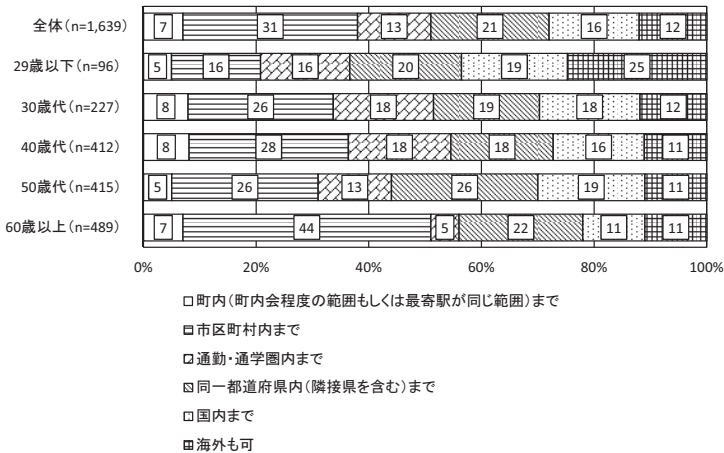 全体(n=1,639) 7 31 13 21 16 12
29歳以下(n=96) 5 16 16 20 19 25
30歳代(n=227) 8 26 18 19 18 12
40歳代(n=412) 8 28 18 18 16 11
50歳代(n=415) 5 26 13 26 19 11
60歳以上(n=489) 7 44 5 22 11 11
0% 20% 40% 60% 80% 100%
町内(町内会程度の範囲もしくは最寄駅が同じ範囲)まで
市区町村内まで
通勤・通学圏内まで
同一都道府県内(隣接県を含む)まで
国内まで
海外も可